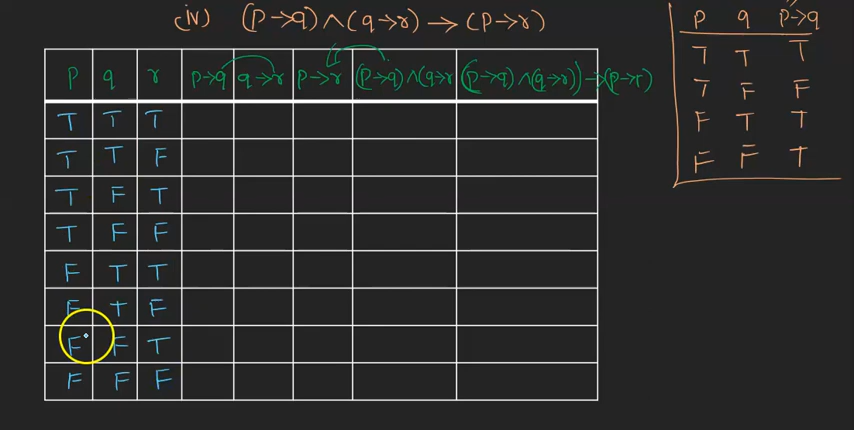 (iv) (p→q) ∧ (q→r) → (p→r)
p q r p→q q→r p→r (p→q) ∧ (q→r (p→q) ∧ (q→r)) → (p→r)
T T T
T T F
T F T
T F F
F T T
F T F
F F T
F F F
p q p→q
T T T
T F F
F T T
F F T